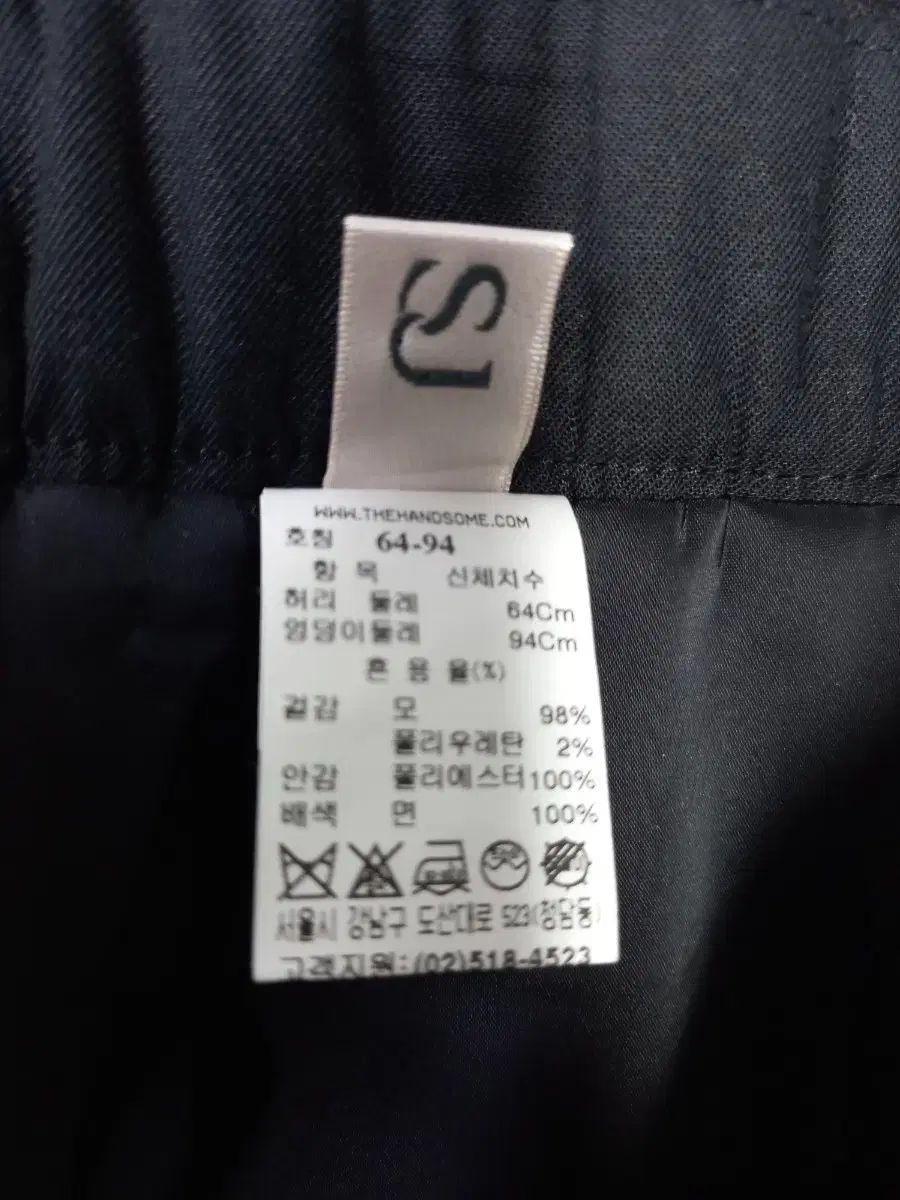 SJ
WWW.THEHANDSOME.COM
호칭 64-94
항 목 신체치수
허리 둘레 64Cm
엉덩이둘레 94Cm
혼 용 율(%)
겉감 모 98%
폴리우레탄 2%
안감 폴리에스터 100%
배색 면 100%
서울시 강남구 도산대로 523(청담동)
고객지원:(02)518-4523